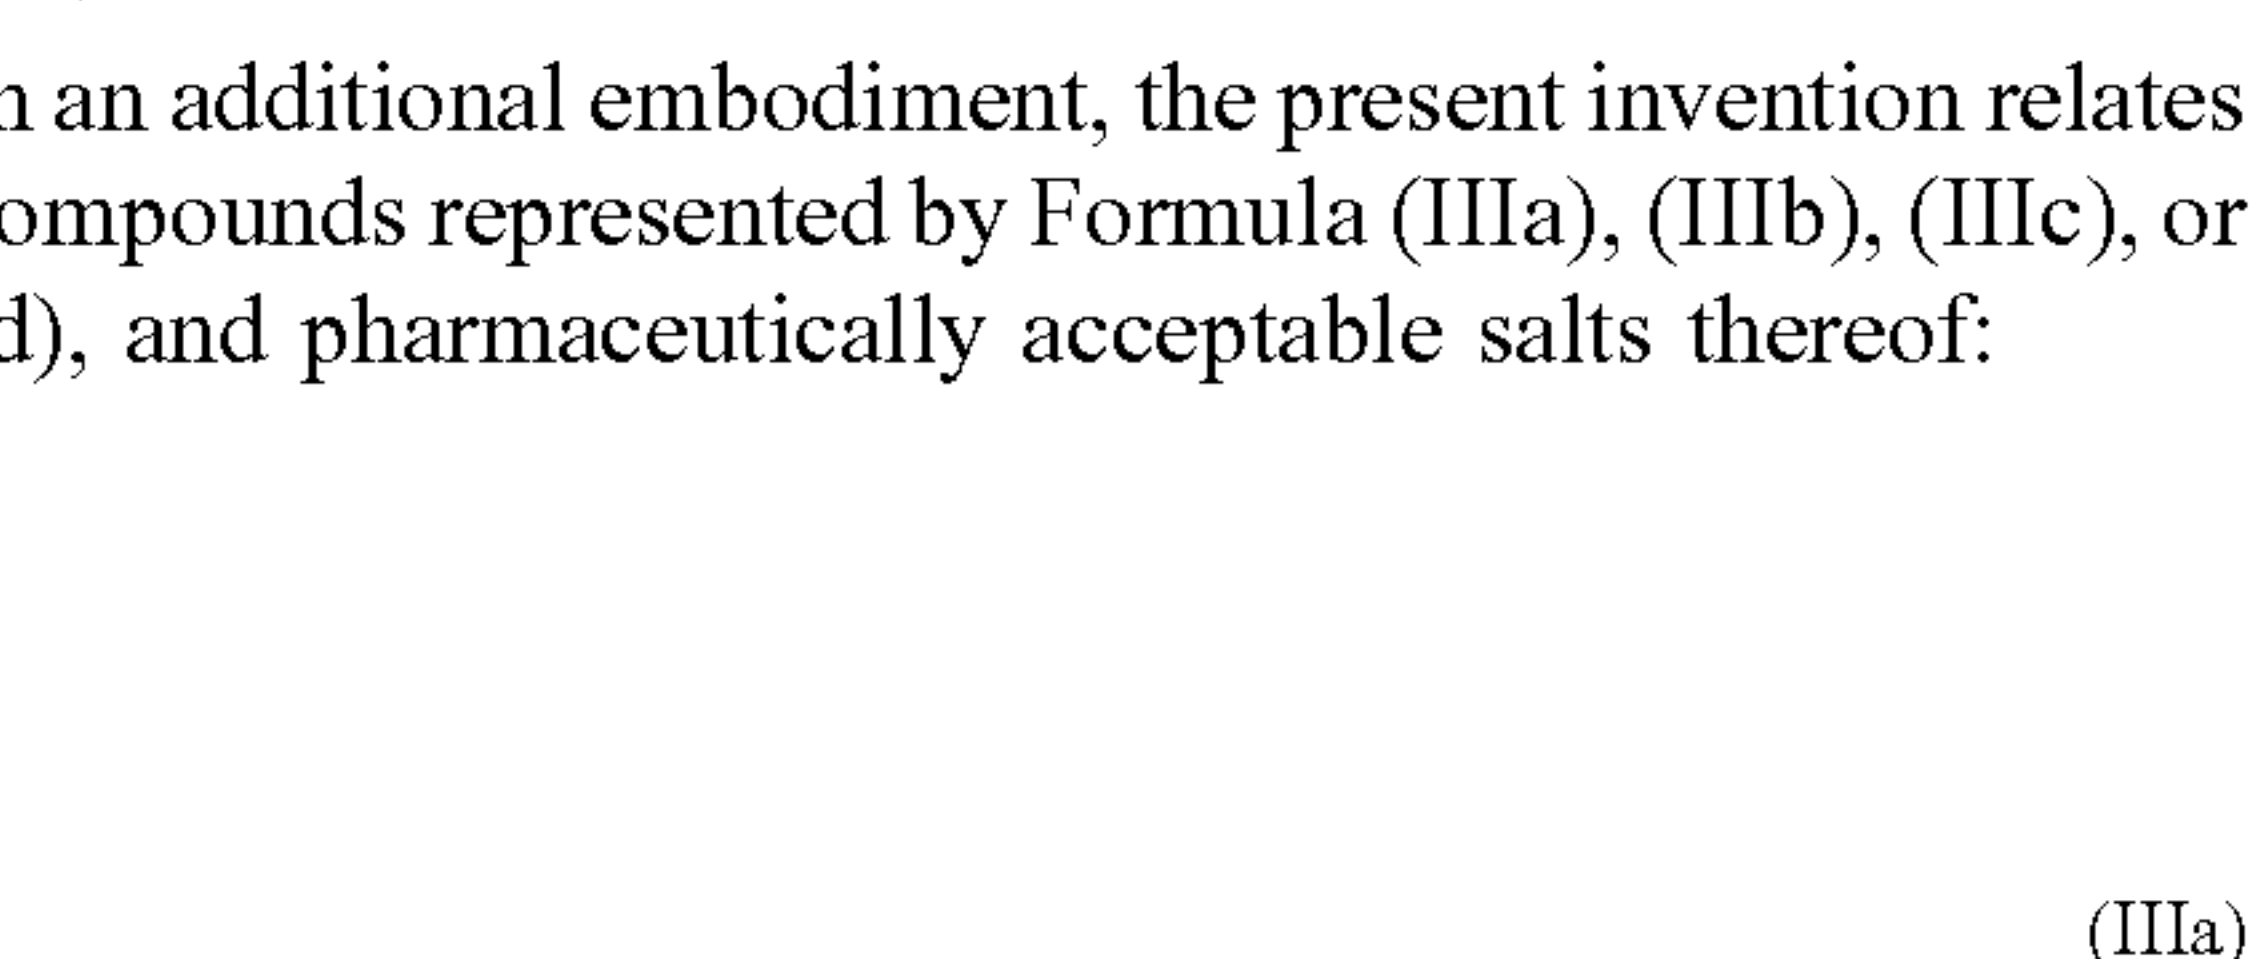 an additional embodiment, the present invention relates
ompounds represented by Formula (IIIa), (IIIb), (IIIc), or
d), and pharmaceutically acceptable salts thereof:
(IIIa)